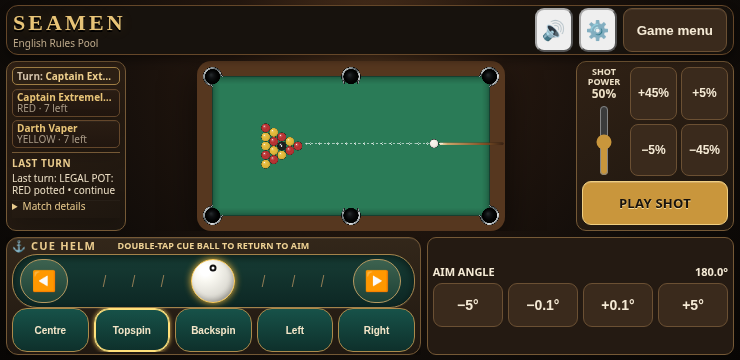 SEAMEN
English Rules Pool
Game menu
Turn: Captain Ext...
Captain Extremel...
RED · 7 left
Darth Vaper
YELLOW · 7 left
LAST TURN
Last turn: LEGAL POT:
RED potted • continue
▶ Match details
SHOT
POWER
50%
+45%
+5%
−5%
−45%
PLAY SHOT
⚓ CUE HELM
DOUBLE-TAP CUE BALL TO RETURN TO AIM
Centre
Topspin
Backspin
Left
Right
AIM ANGLE
180.0°
−5°
−0.1°
+0.1°
+5°